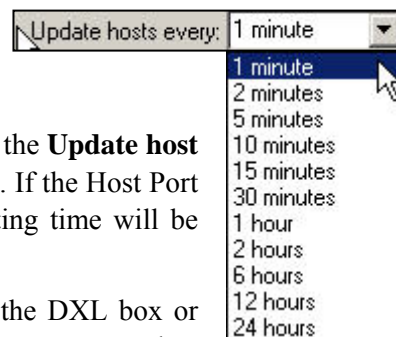 Update hosts every: 1 minute
1 minute
2 minutes
5 minutes
10 minutes
15 minutes
30 minutes
1 hour
2 hours
6 hours
12 hours
24 hours
the Update host
. If the Host Port
ting time will be
the DXL box or